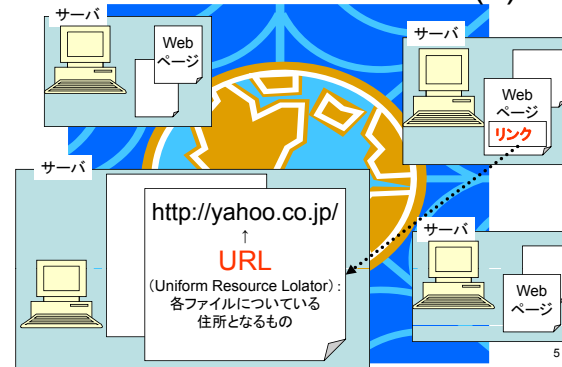 サーバ
Web
ページ
サーバ
Web
ページ
リンク
サーバ
http://yahoo.co.jp/
↑
URL
(Uniform Resource Lolator):
各ファイルについている
住所となるもの
サーバ
Web
ページ
5